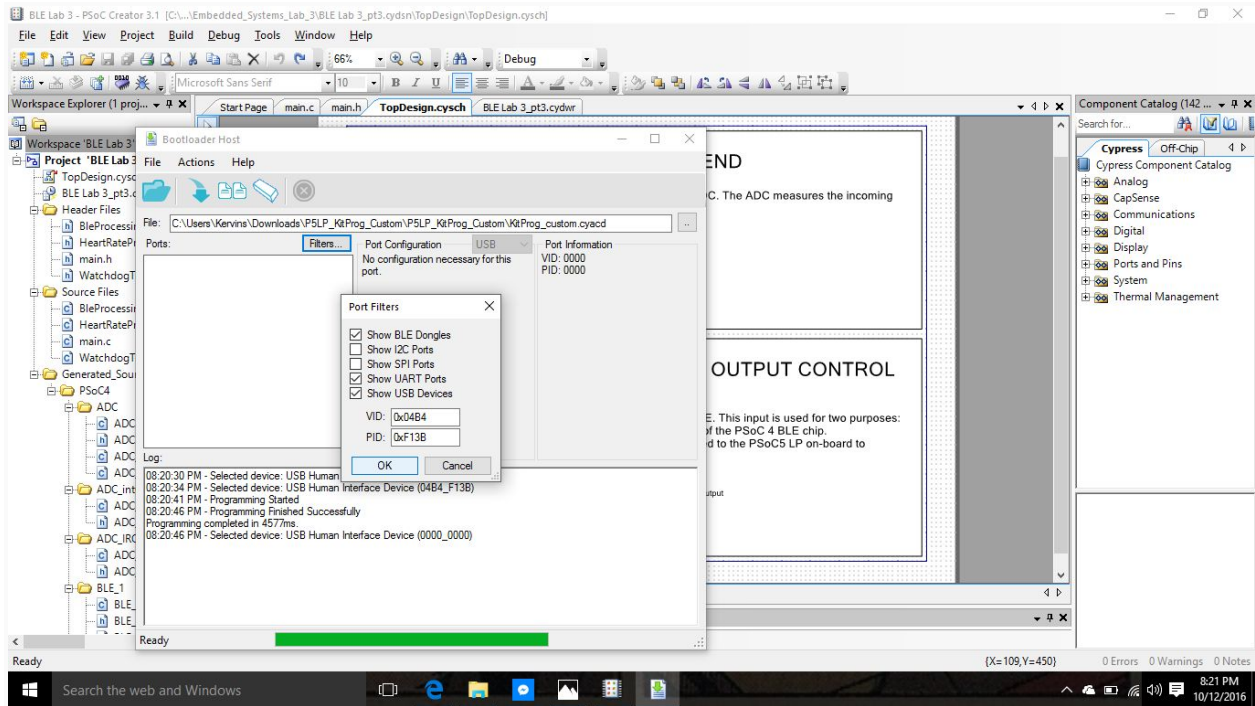 BLE Lab 3 - PSoC Creator 3.1 [C:\...\Embedded_Systems_Lab_3\BLE Lab 3_pt3.cydsn\TopDesign\TopDesign.cysch]
File Edit View Project Build Debug Tools Window Help
66% Debug
Microsoft Sans Serif 10 B I U
Workspace Explorer (1 proj...
Start Page main.c main.h TopDesign.cysch BLE Lab 3_pt3.cydwr
Component Catalog (142 ...
Search for...
Cypress Off-Chip
Cypress Component Catalog
Analog
CapSense
Communications
Digital
Display
Ports and Pins
System
Thermal Management
Workspace 'BLE Lab 3'
Project 'BLE Lab 3
TopDesign.cysc
BLE Lab 3_pt3.c
Header Files
BleProcessi
HeartRatePr
main.h
WatchdogT
Source Files
BleProcessi
HeartRatePr
main.c
WatchdogT
Generated_Sour
PSoC4
ADC
ADC
ADC
ADC
ADC
ADC_int
ADC
ADC
ADC_IRQ
ADC
ADC
BLE_1
BLE_
BLE_
Bootloader Host
File Actions Help
File: C:\Users\Kervins\Downloads\P5LP_KitProg_Custom\P5LP_KitProg_Custom\KitProg_custom.cyacd ..
Ports: Filters...
Port Configuration USB
No configuration necessary for this
port.
Port Information
VID: 0000
PID: 0000
Port Filters
Show BLE Dongles
Show I2C Ports
Show SPI Ports
Show UART Ports
Show USB Devices
VID: 0x04B4
PID: 0xF13B
OK Cancel
Log:
08:20:30 PM - Selected device: USB Human
08:20:34 PM - Selected device: USB Human Interface Device (04B4_F13B)
08:20:41 PM - Programming Started
08:20:46 PM - Programming Finished Successfully
Programming completed in 4577ms.
08:20:46 PM - Selected device: USB Human Interface Device (0000_0000)
Ready
END
C. The ADC measures the incoming
OUTPUT CONTROL
E. This input is used for two purposes:
of the PSoC 4 BLE chip.
ed to the PSoC5 LP on-board to
utput
Ready
{X=109,Y=450}
0 Errors 0 Warnings 0 Notes
Search the web and Windows
8:21 PM
10/12/2016